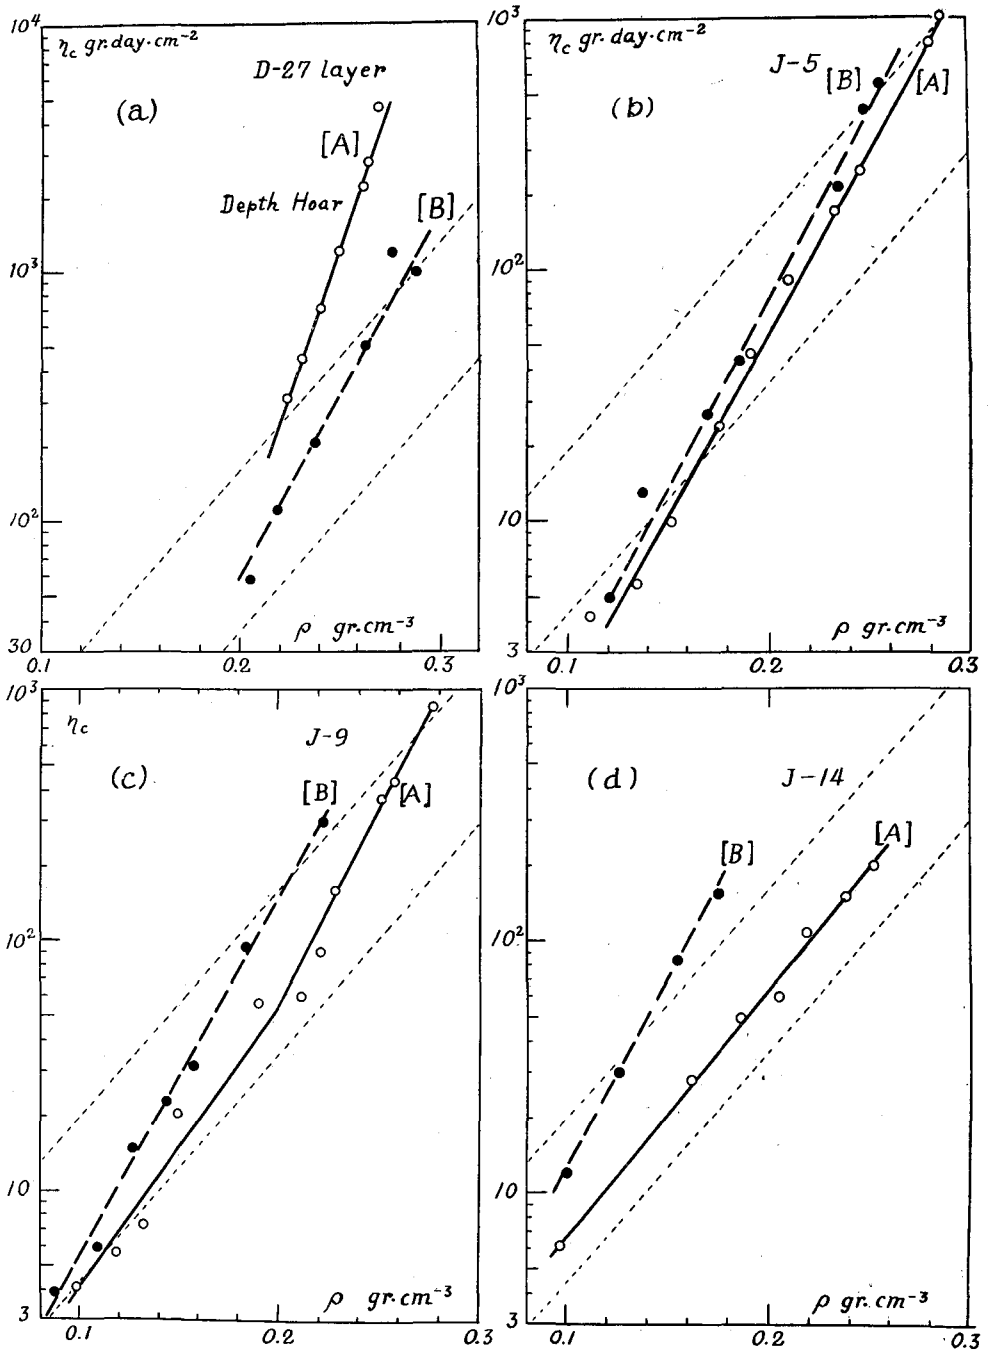 10⁴
η_c gr.day·cm⁻²
D-27 layer
(a)
[A]
Depth Hoar
[B]
10³
10²
ρ gr.cm⁻³
30
0.1
0.2
0.3
10³
η_c gr.day·cm⁻²
J-5
[B]
[A]
(b)
10²
10
ρ gr.cm⁻³
3
0.1
0.2
0.3
10³
η_c
J-9
(c)
[B]
[A]
10²
10
ρ gr.cm⁻³
3
0.1
0.2
0.3
10³
(d)
J-14
[A]
[B]
10²
10
ρ gr.cm⁻³
3
0.1
0.2
0.3